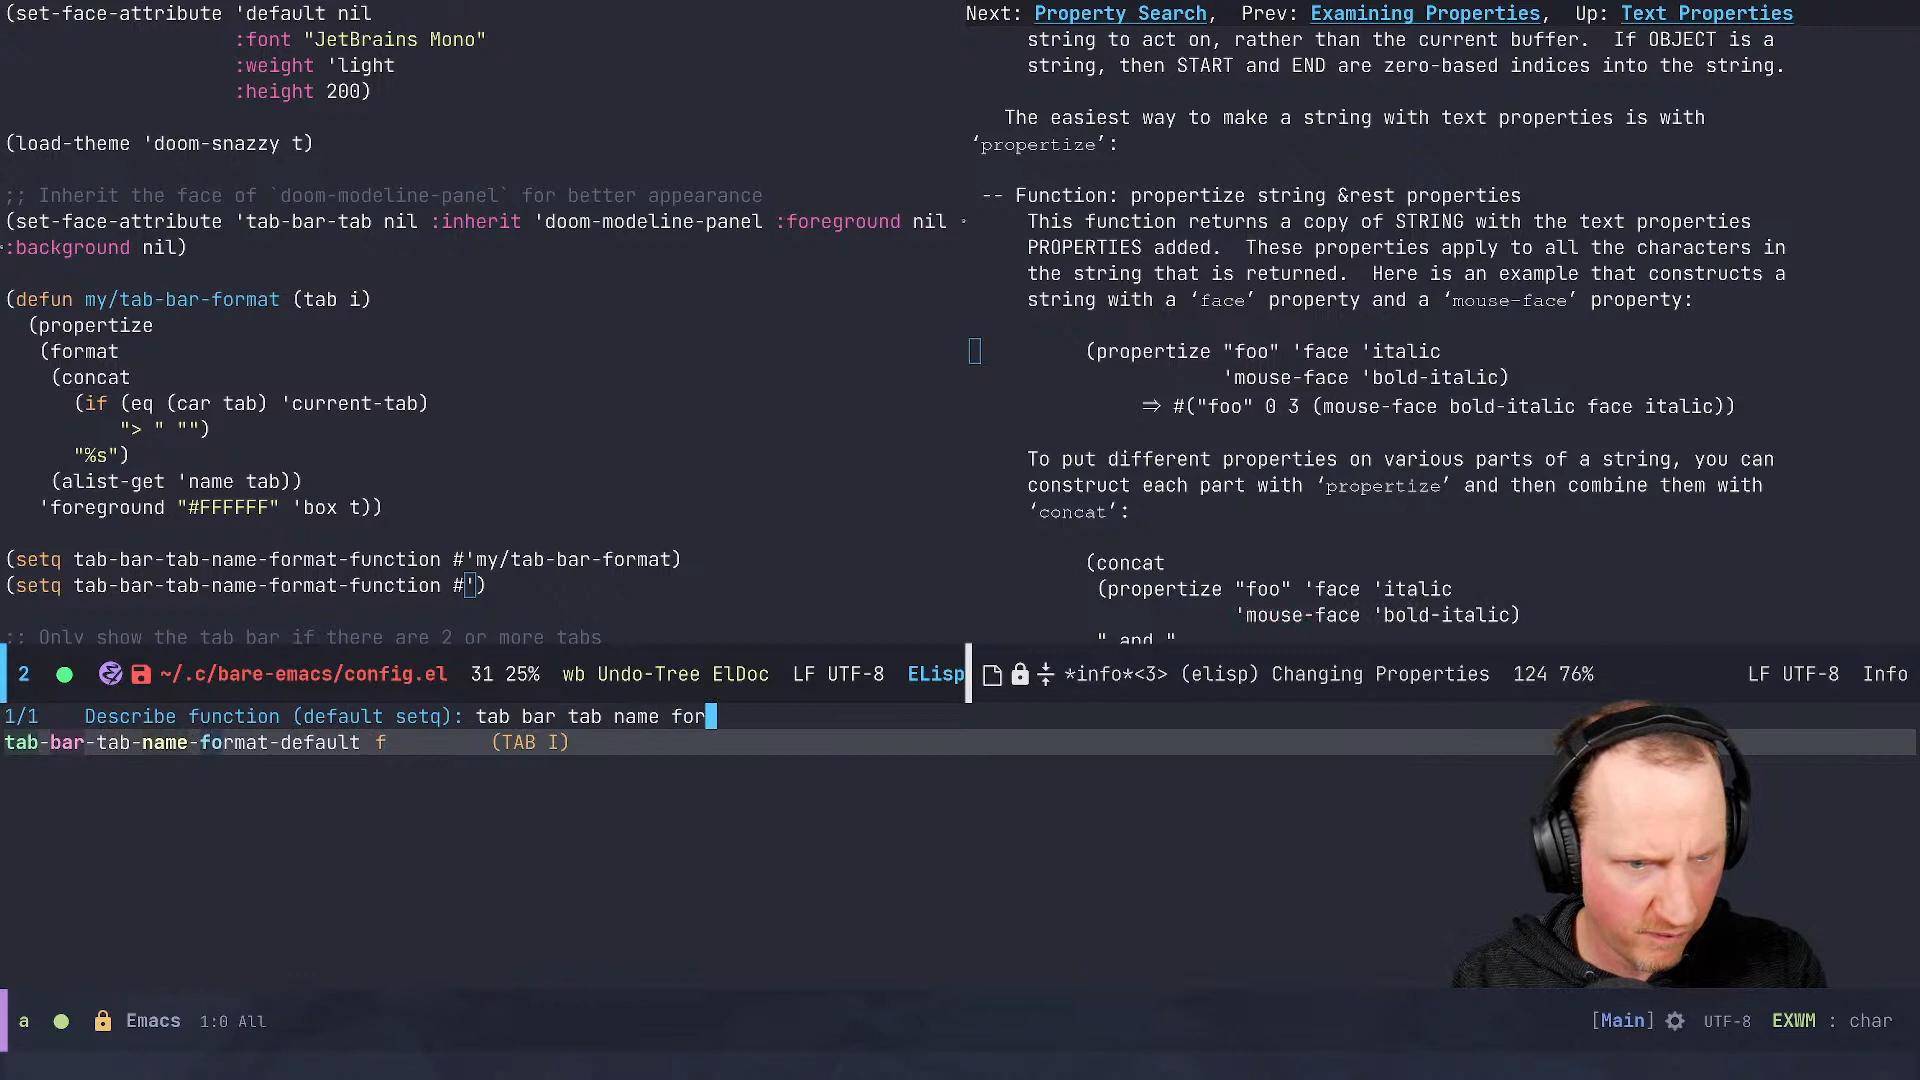 (set-face-attribute 'default nil
:font "JetBrains Mono"
:weight 'light
:height 200)
(load-theme 'doom-snazzy t)
;; Inherit the face of `doom-modeline-panel` for better appearance
(set-face-attribute 'tab-bar-tab nil :inherit 'doom-modeline-panel :foreground nil
:background nil)
(defun my/tab-bar-format (tab i)
(propertize
(format
(concat
(if (eq (car tab) 'current-tab)
"> " "")
"%s")
(alist-get 'name tab))
'foreground "#FFFFFF" 'box t))
(setq tab-bar-tab-name-format-function #'my/tab-bar-format)
(setq tab-bar-tab-name-format-function #')
;; Only show the tab bar if there are 2 or more tabs
2 ~/.c/bare-emacs/config.el 31 25% wb Undo-Tree ElDoc LF UTF-8 ELisp
Next: Property Search, Prev: Examining Properties, Up: Text Properties
string to act on, rather than the current buffer. If OBJECT is a
string, then START and END are zero-based indices into the string.
The easiest way to make a string with text properties is with
‘propertize’:
-- Function: propertize string &rest properties
This function returns a copy of STRING with the text properties
PROPERTIES added. These properties apply to all the characters in
the string that is returned. Here is an example that constructs a
string with a ‘face’ property and a ‘mouse-face’ property:
(propertize "foo" 'face 'italic
'mouse-face 'bold-italic)
⇒ #("foo" 0 3 (mouse-face bold-italic face italic))
To put different properties on various parts of a string, you can
construct each part with ‘propertize’ and then combine them with
‘concat’:
(concat
(propertize "foo" 'face 'italic
'mouse-face 'bold-italic)
" and "
*info*<3> (elisp) Changing Properties 124 76% LF UTF-8 Info
1/1 Describe function (default setq): tab bar tab name for
tab-bar-tab-name-format-default f (TAB I)
a Emacs 1:0 All [Main] UTF-8 EXWM : char